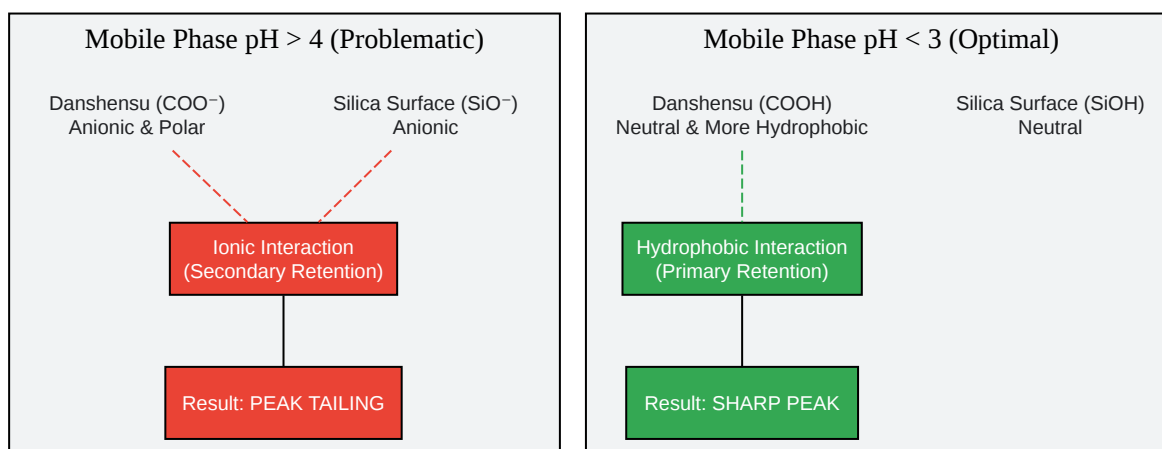 Mobile Phase pH > 4 (Problematic)
Danshensu (COO⁻)
Anionic & Polar
Silica Surface (SiO⁻)
Anionic
Ionic Interaction
(Secondary Retention)
Result: PEAK TAILING
Mobile Phase pH < 3 (Optimal)
Danshensu (COOH)
Neutral & More Hydrophobic
Silica Surface (SiOH)
Neutral
Hydrophobic Interaction
(Primary Retention)
Result: SHARP PEAK